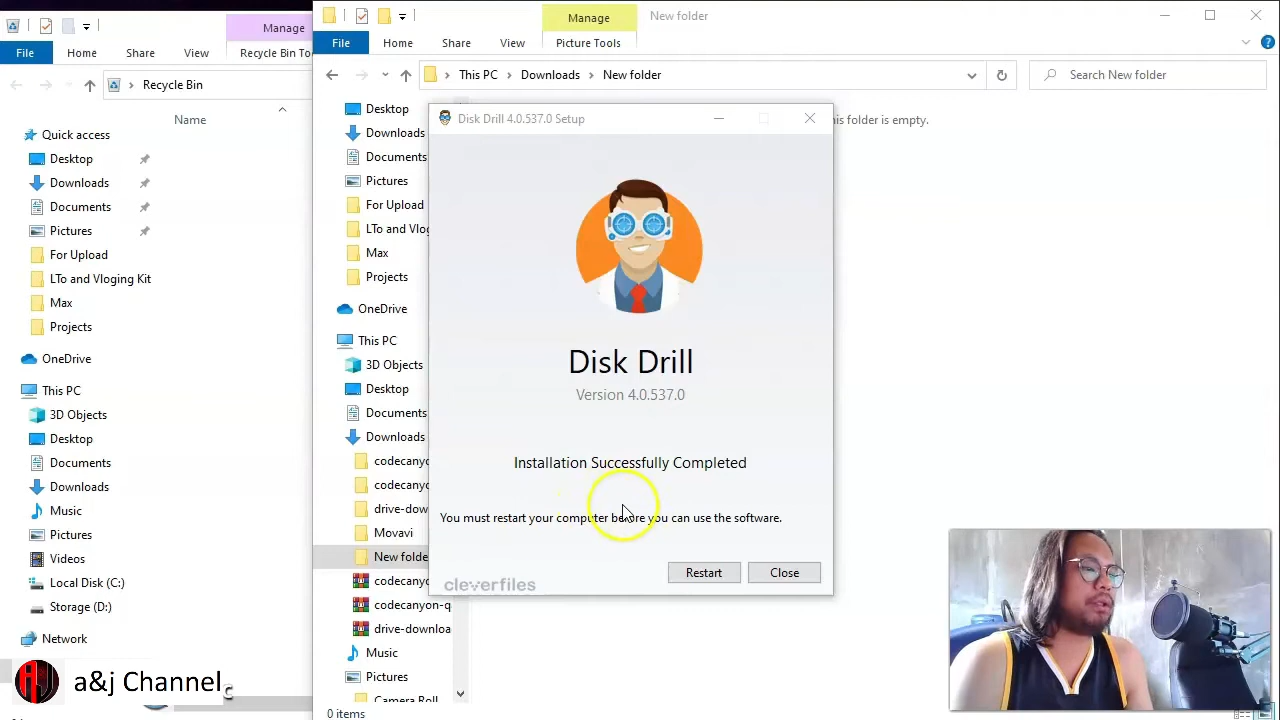 Manage
File
Home
Share
View
Recycle Bin To
Recycle Bin
Name
Quick access
Desktop
Downloads
Documents
Pictures
For Upload
LTo and Vloging Kit
Max
Projects
OneDrive
This PC
3D Objects
Desktop
Documents
Downloads
Music
Pictures
Videos
Local Disk (C:)
Storage (D:)
Network
a&j Channel
Manage
New folder
File
Home
Share
View
Picture Tools
This PC
Downloads
New folder
Search New folder
Desktop
Downloads
Documents
Pictures
For Upload
LTo and Vlog
Max
Projects
OneDrive
This PC
3D Objects
Desktop
Documents
Downloads
codecanyo
codecanyo
drive-dow
Movavi
New folde
codecanyo
codecanyon-q
drive-downloa
Music
Pictures
Camera Roll
0 items
his folder is empty.
Disk Drill 4.0.537.0 Setup
Disk Drill
Version 4.0.537.0
Installation Successfully Completed
You must restart your computer before you can use the software.
cleverfiles
Restart
Close